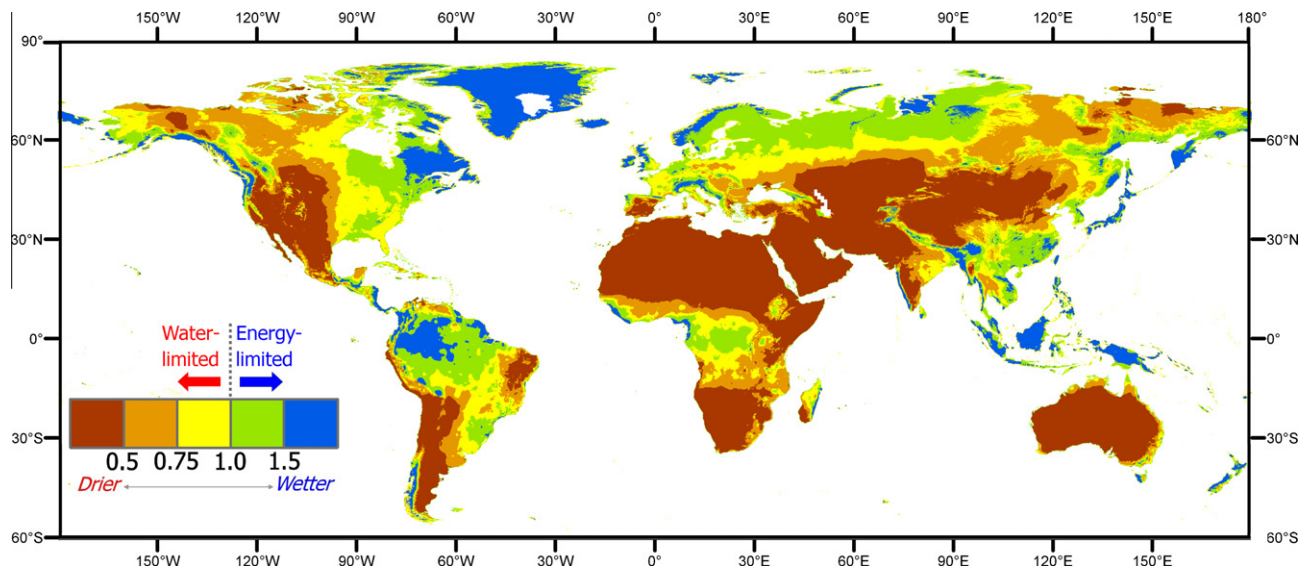 150°W 120°W 90°W 60°W 30°W 0° 30°E 60°E 90°E 120°E 150°E 180°
90°
60°N 60°N
30°N 30°N
0° 0°
30°S 30°S
60°S 60°S
Water-
limited
Energy-
limited
0.5 0.75 1.0 1.5
Drier Wetter
150°W 120°W 90°W 60°W 30°W 0° 30°E 60°E 90°E 120°E 150°E